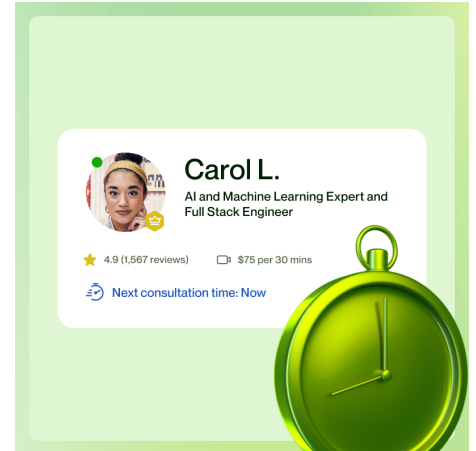 Carol L.
AI and Machine Learning Expert and
Full Stack Engineer
4.9 (1,567 reviews)
$75 per 30 mins
Next consultation time: Now